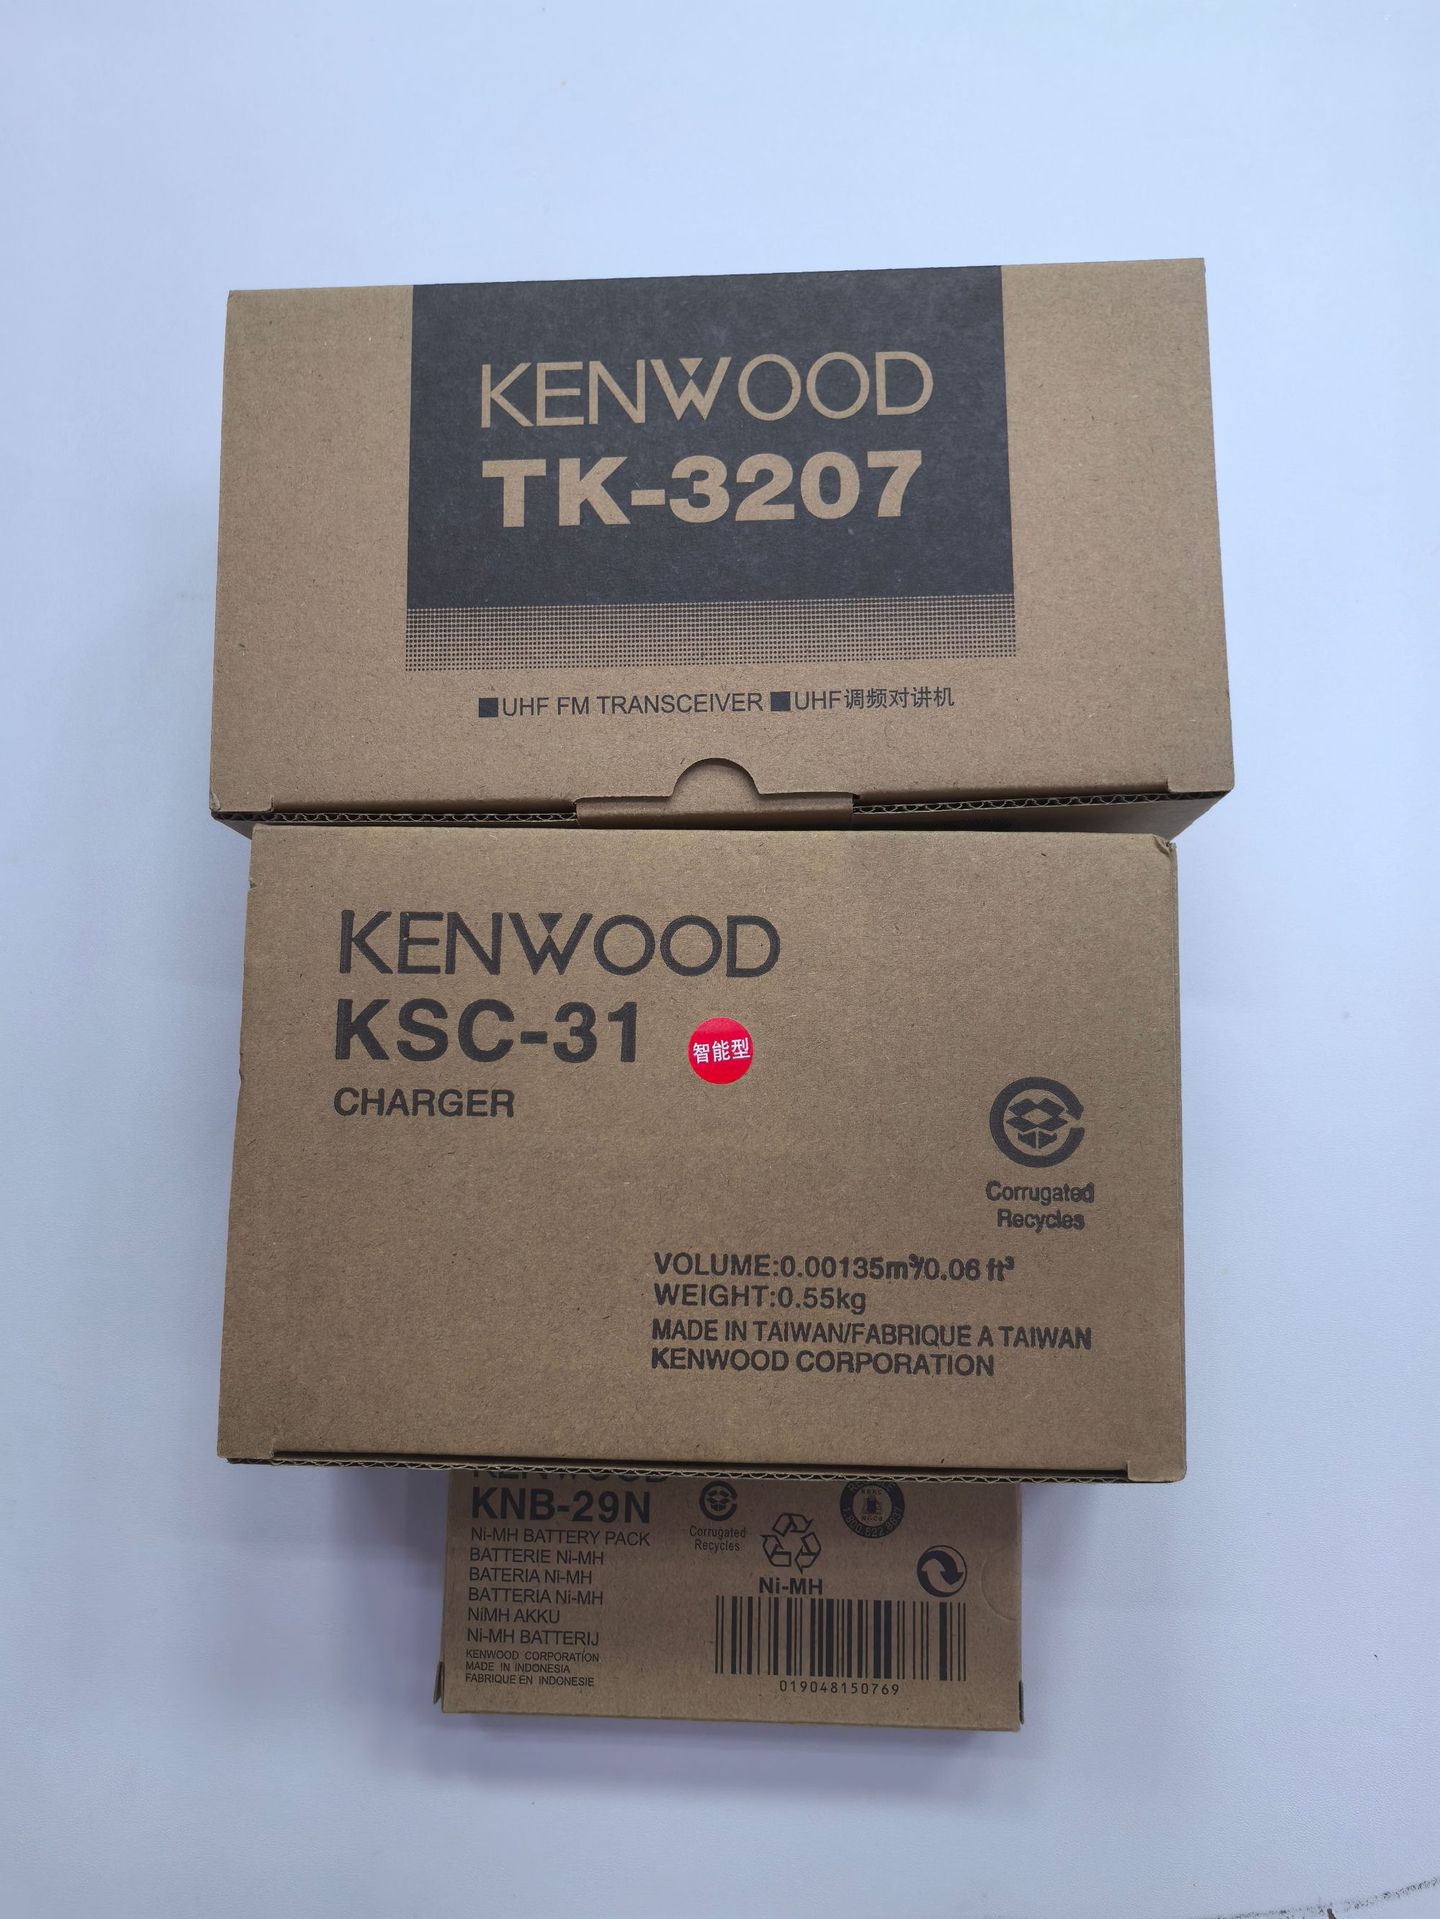 KENWOOD
TK-3207
■UHF FM TRANSCEIVER ■UHF调频对讲机
KENWOOD
KSC-31
智能型
CHARGER
Corrugated
Recycles
VOLUME:0.00135m³/0.06 ft³
WEIGHT:0.55kg
MADE IN TAIWAN/FABRIQUE A TAIWAN
KENWOOD CORPORATION
KENWOOD
KNB-29N
Ni-MH BATTERY PACK
BATTERIE Ni-MH
BATERIA Ni-MH
BATTERIA Ni-MH
NiMH AKKU
Ni-MH BATTERIJ
KENWOOD CORPORATION
MADE IN INDONESIA
FABRIQUE EN INDONESIE
Corrugated
Recycles
Ni-MH
019048150769